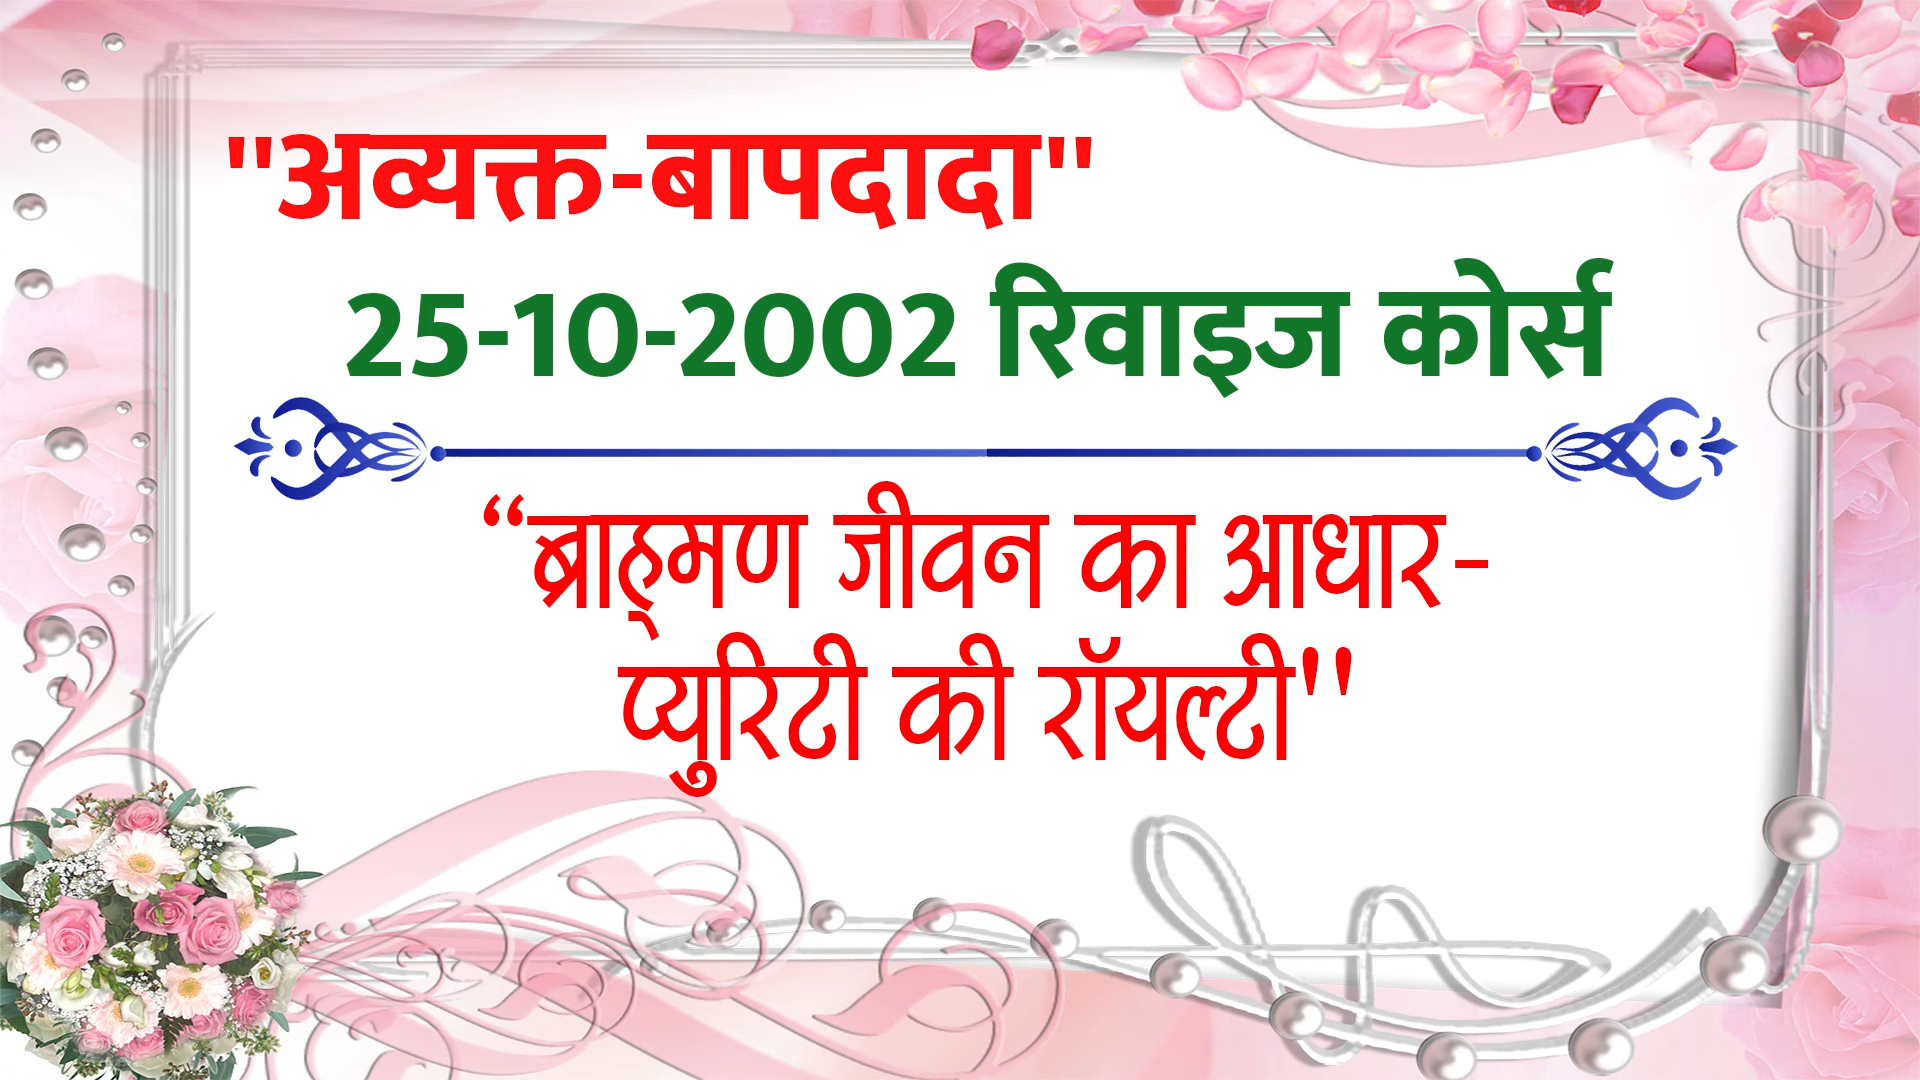 "अव्यक्त-बापदादा"
25-10-2002 रिवाइज कोर्स
“ब्राह्मण जीवन का आधार-
प्युरिटी की रॉयल्टी''